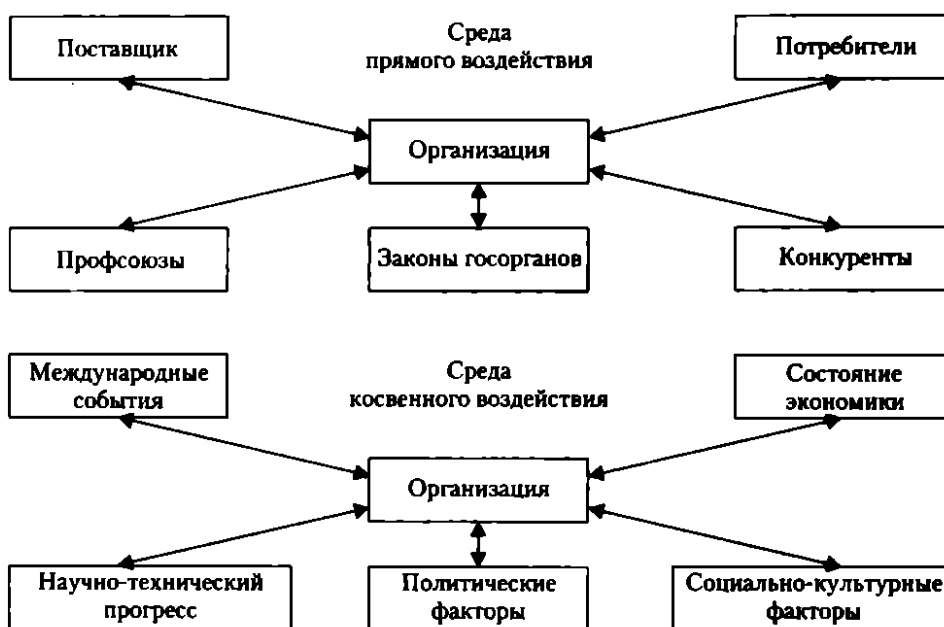 Поставщик
Среда
прямого воздействия
Потребители
Организация
Профсоюзы
Законы госорганов
Конкуренты
Международные
события
Среда
косвенного воздействия
Состояние
экономики
Организация
Научно-технический
прогресс
Политические
факторы
Социально-культурные
факторы